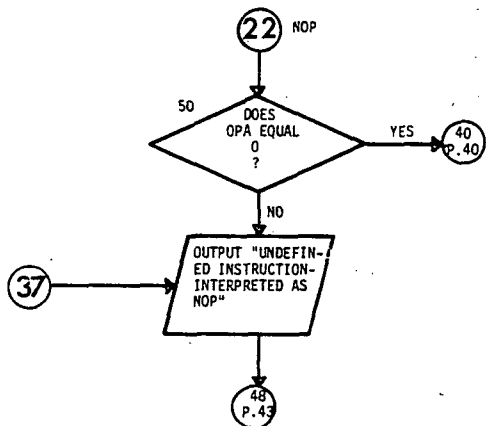 22 NOP
50
DOES
OPA EQUAL
0
?
YES
40
P.40
NO
OUTPUT "UNDEFIN-
ED INSTRUCTION-
INTERPRETED AS
NOP"
37
48
P.43